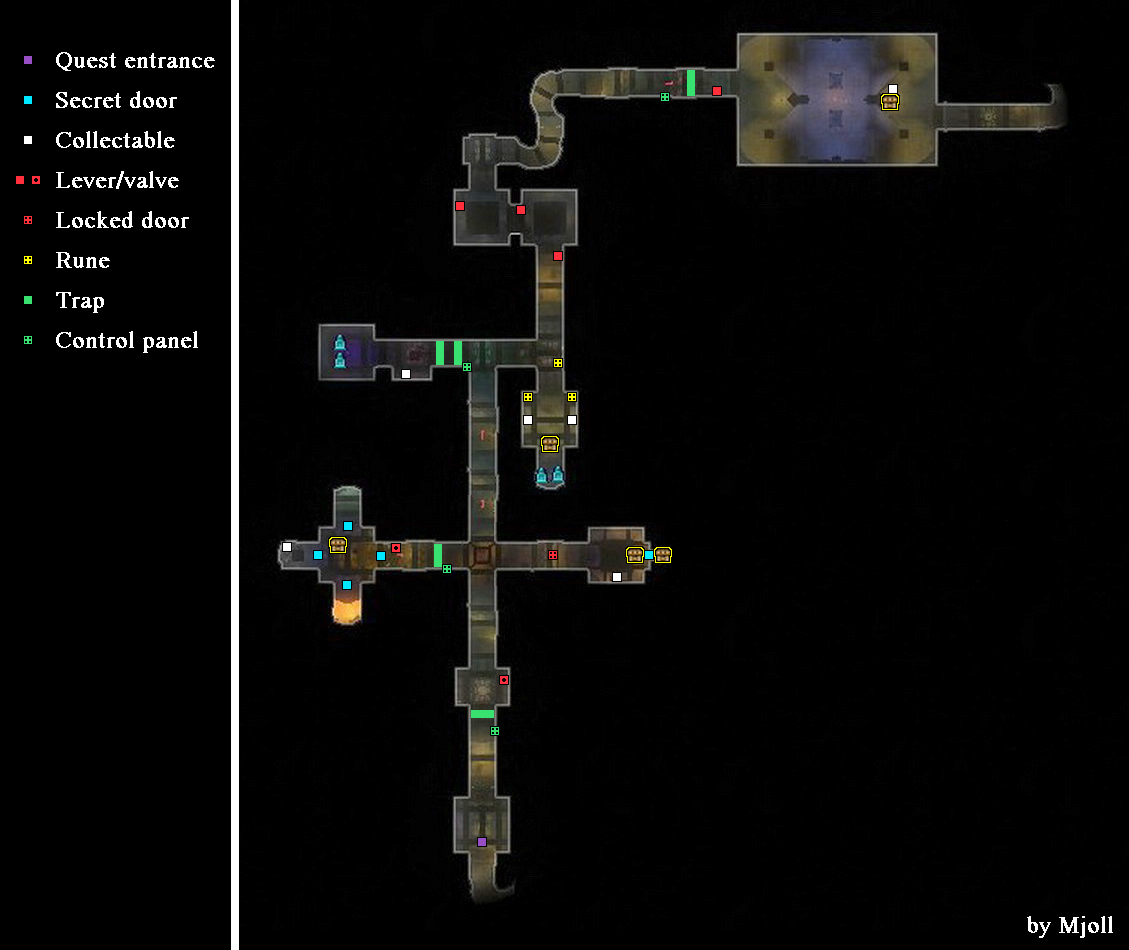 Quest entrance
Secret door
Collectable
Lever/valve
Locked door
Rune
Trap
Control panel
by Mjoll